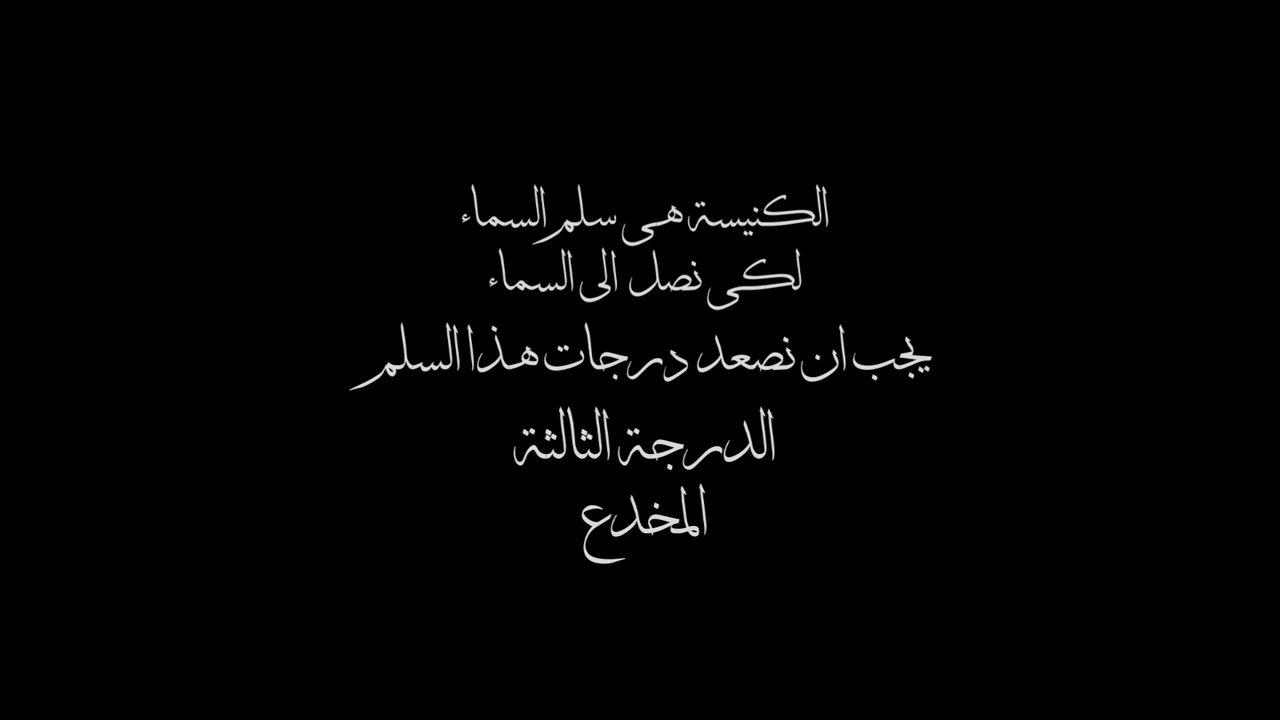 الكنيسة هى سلم السماء
لكى نصل الى السماء
يجب ان نصعد درجات هذا السلم
الدرجة الثالثة
المخدع